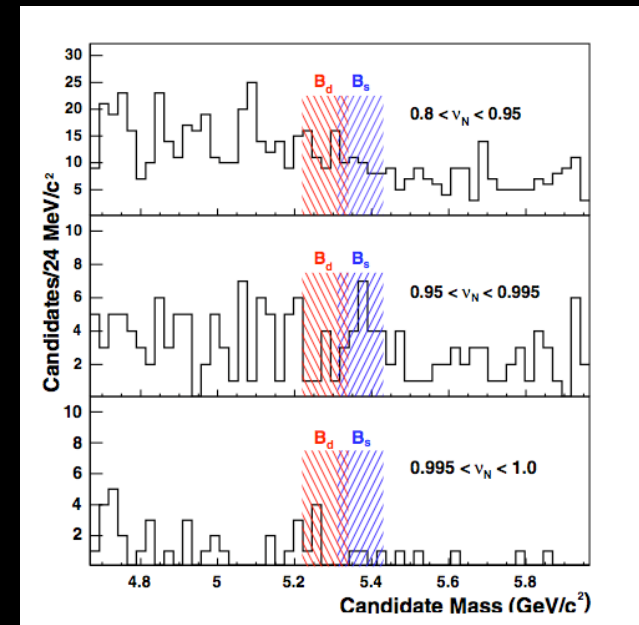 Candidates/24 MeV/c²
30
25
20
15
10
5
B_d B_s
0.8 < ν_N < 0.95
10
8
6
4
2
B_d B_s
0.95 < ν_N < 0.995
10
8
6
4
2
B_d B_s
0.995 < ν_N < 1.0
4.8 5 5.2 5.4 5.6 5.8
Candidate Mass (GeV/c²)